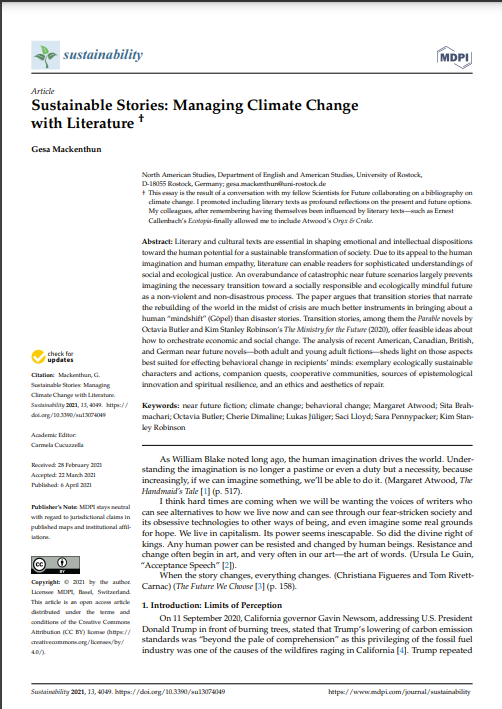 sustainability
MDPI
Article
Sustainable Stories: Managing Climate Change
with Literature †
Gesa Mackenthun
North American Studies, Department of English and American Studies, University of Rostock,
D-18055 Rostock, Germany; gesa.mackenthun@uni-rostock.de
† This essay is the result of a conversation with my fellow Scientists for Future collaborating on a bibliography on
climate change. I promoted including literary texts as profound reflections on the present and future options.
My colleagues, after remembering having themselves been influenced by literary texts—such as Ernest
Callenbach's Ecotopia-finally allowed me to include Atwood's Oryx & Crake.
Abstract: Literary and cultural texts are essential in shaping emotional and intellectual dispositions
toward the human potential for a sustainable transformation of society. Due to its appeal to the human
imagination and human empathy, literature can enable readers for sophisticated understandings of
social and ecological justice. An overabundance of catastrophic near future scenarios largely prevents
imagining the necessary transition toward a socially responsible and ecologically mindful future
as a non-violent and non-disastrous process. The paper argues that transition stories that narrate
the rebuilding of the world in the midst of crisis are much better instruments in bringing about a
human "mindshift" (Göpel) than disaster stories. Transition stories, among them the Parable novels by
Octavia Butler and Kim Stanley Robinson's The Ministry for the Future (2020), offer feasible ideas about
how to orchestrate economic and social change. The analysis of recent American, Canadian, British,
and German near future novels—both adult and young adult fictions—sheds light on those aspects
best suited for effecting behavioral change in recipients' minds: exemplary ecologically sustainable
characters and actions, companion quests, cooperative communities, sources of epistemological
innovation and spiritual resilience, and an ethics and aesthetics of repair.
Keywords: near future fiction; climate change; behavioral change; Margaret Atwood; Sita Brah-
machari; Octavia Butler; Cherie Dimaline; Lukas Jüliger; Saci Lloyd; Sara Pennypacker; Kim Stan-
ley Robinson
check for
updates
Citation: Mackenthun, G.
Sustainable Stories: Managing
Climate Change with Literature.
Sustainability 2021, 13, 4049. https://
doi.org/10.3390/su13074049
Academic Editor:
Carmela Cucuzzella
Received: 28 February 2021
Accepted: 22 March 2021
Published: 6 April 2021
Publisher's Note: MDPI stays neutral
with regard to jurisdictional claims in
published maps and institutional affil-
iations.
cc
BY
Copyright: © 2021 by the author.
Licensee MDPI, Basel, Switzerland.
This article is an open access article
distributed under the terms and
conditions of the Creative Commons
Attribution (CC BY) license (https://
creativecommons.org/licenses/by/
4.0/).
As William Blake noted long ago, the human imagination drives the world. Under-
standing the imagination is no longer a pastime or even a duty but a necessity, because
increasingly, if we can imagine something, we'll be able to do it. (Margaret Atwood, The
Handmaid's Tale [1] (p. 517).
I think hard times are coming when we will be wanting the voices of writers who
can see alternatives to how we live now and can see through our fear-stricken society and
its obsessive technologies to other ways of being, and even imagine some real grounds
for hope. We live in capitalism. Its power seems inescapable. So did the divine right of
kings. Any human power can be resisted and changed by human beings. Resistance and
change often begin in art, and very often in our art—the art of words. (Ursula Le Guin,
"Acceptance Speech" [2]).
When the story changes, everything changes. (Christiana Figueres and Tom Rivett-
Carnac) (The Future We Choose [3] (p. 158).
1. Introduction: Limits of Perception
On 11 September 2020, California governor Gavin Newsom, addressing U.S. President
Donald Trump in front of burning trees, stated that Trump's lowering of carbon emission
standards was "beyond the pale of comprehension" as this privileging of the fossil fuel
industry was one of the causes of the wildfires raging in California [4]. Trump repeated
Sustainability 2021, 13, 4049. https://doi.org/10.3390/su13074049
https://www.mdpi.com/journal/sustainability